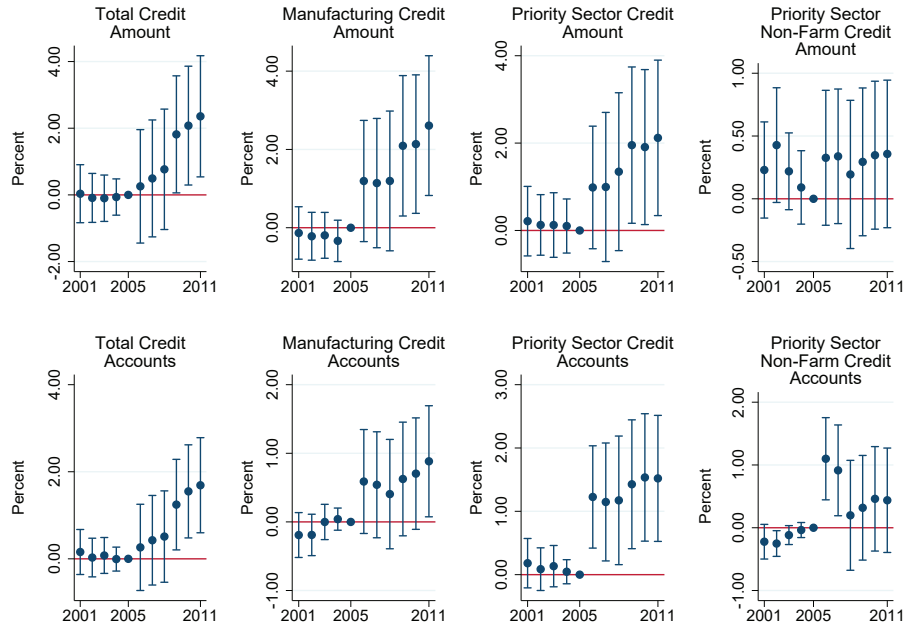 Total Credit
Amount
Percent
4.00
2.00
0.00
-2.00
2001 2005 2011
Manufacturing Credit
Amount
4.00
2.00
0.00
2001 2005 2011
Priority Sector Credit
Amount
Percent
4.00
2.00
0.00
2001 2005 2011
Priority Sector
Non-Farm Credit
Amount
Percent
1.00
0.50
0.00
-0.50
2001 2005 2011
Total Credit
Accounts
Percent
4.00
2.00
0.00
2001 2005 2011
Manufacturing Credit
Accounts
Percent
2.00
1.00
0.00
-1.00
2001 2005 2011
Priority Sector Credit
Accounts
Percent
3.00
2.00
1.00
0.00
2001 2005 2011
Priority Sector
Non-Farm Credit
Accounts
Percent
2.00
1.00
0.00
-1.00
2001 2005 2011